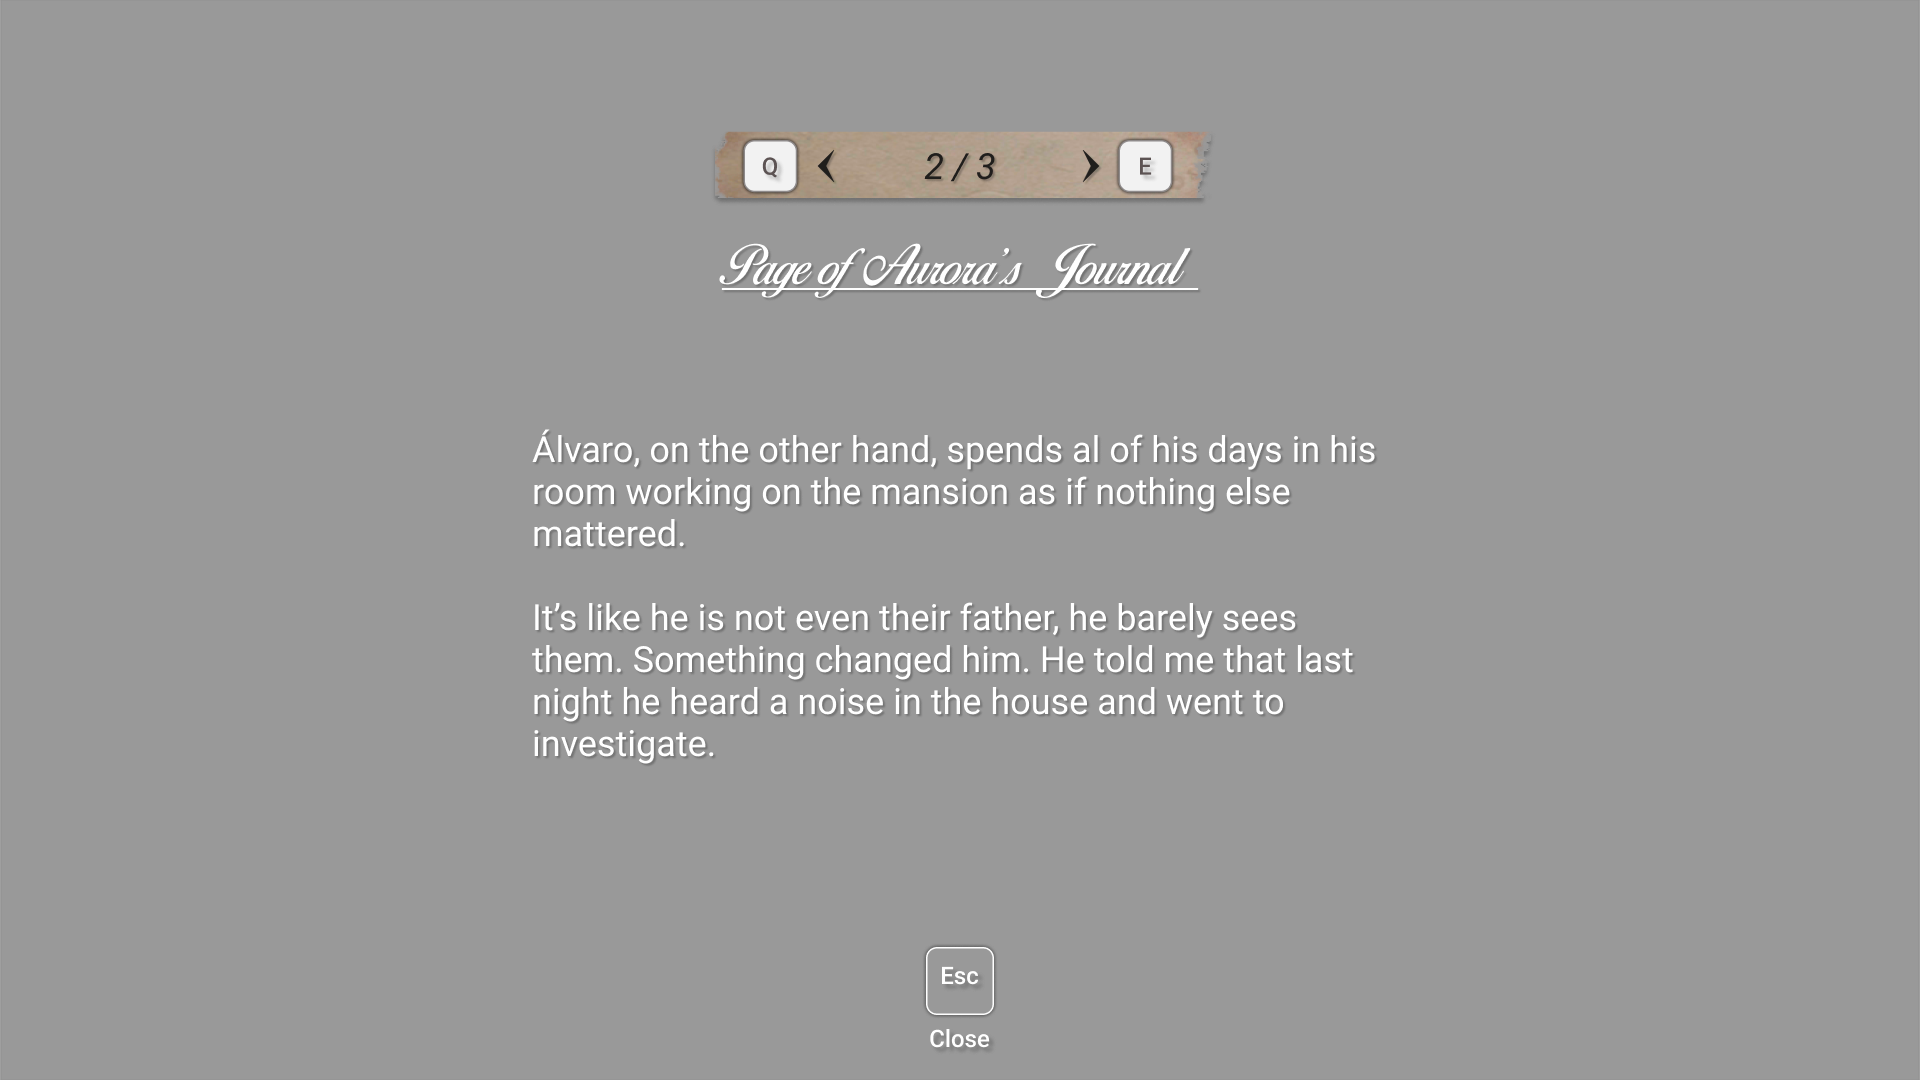 Q 2 / 3 E
Page of Aurora's Journal
Álvaro, on the other hand, spends al of his days in his
room working on the mansion as if nothing else
mattered.
It’s like he is not even their father, he barely sees
them. Something changed him. He told me that last
night he heard a noise in the house and went to
investigate.
Esc
Close